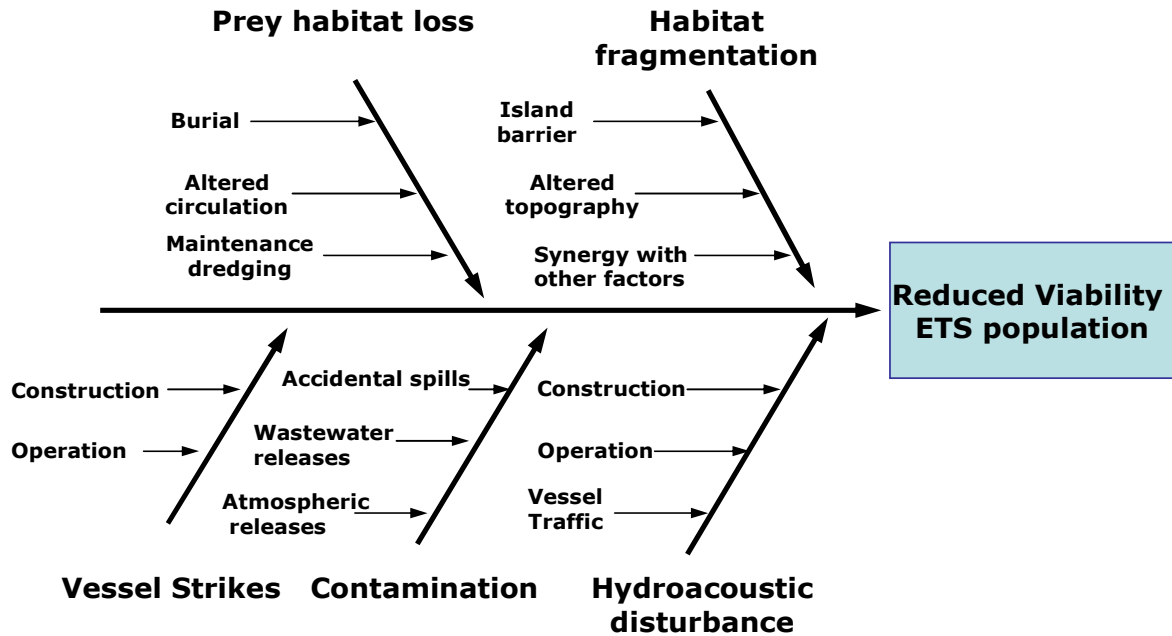 Prey habitat loss
Habitat
fragmentation
Burial
Altered
circulation
Maintenance
dredging
Island
barrier
Altered
topography
Synergy with
other factors
Reduced Viability
ETS population
Construction
Operation
Accidental spills
Wastewater
releases
Atmospheric
releases
Construction
Operation
Vessel
Traffic
Vessel Strikes
Contamination
Hydroacoustic
disturbance